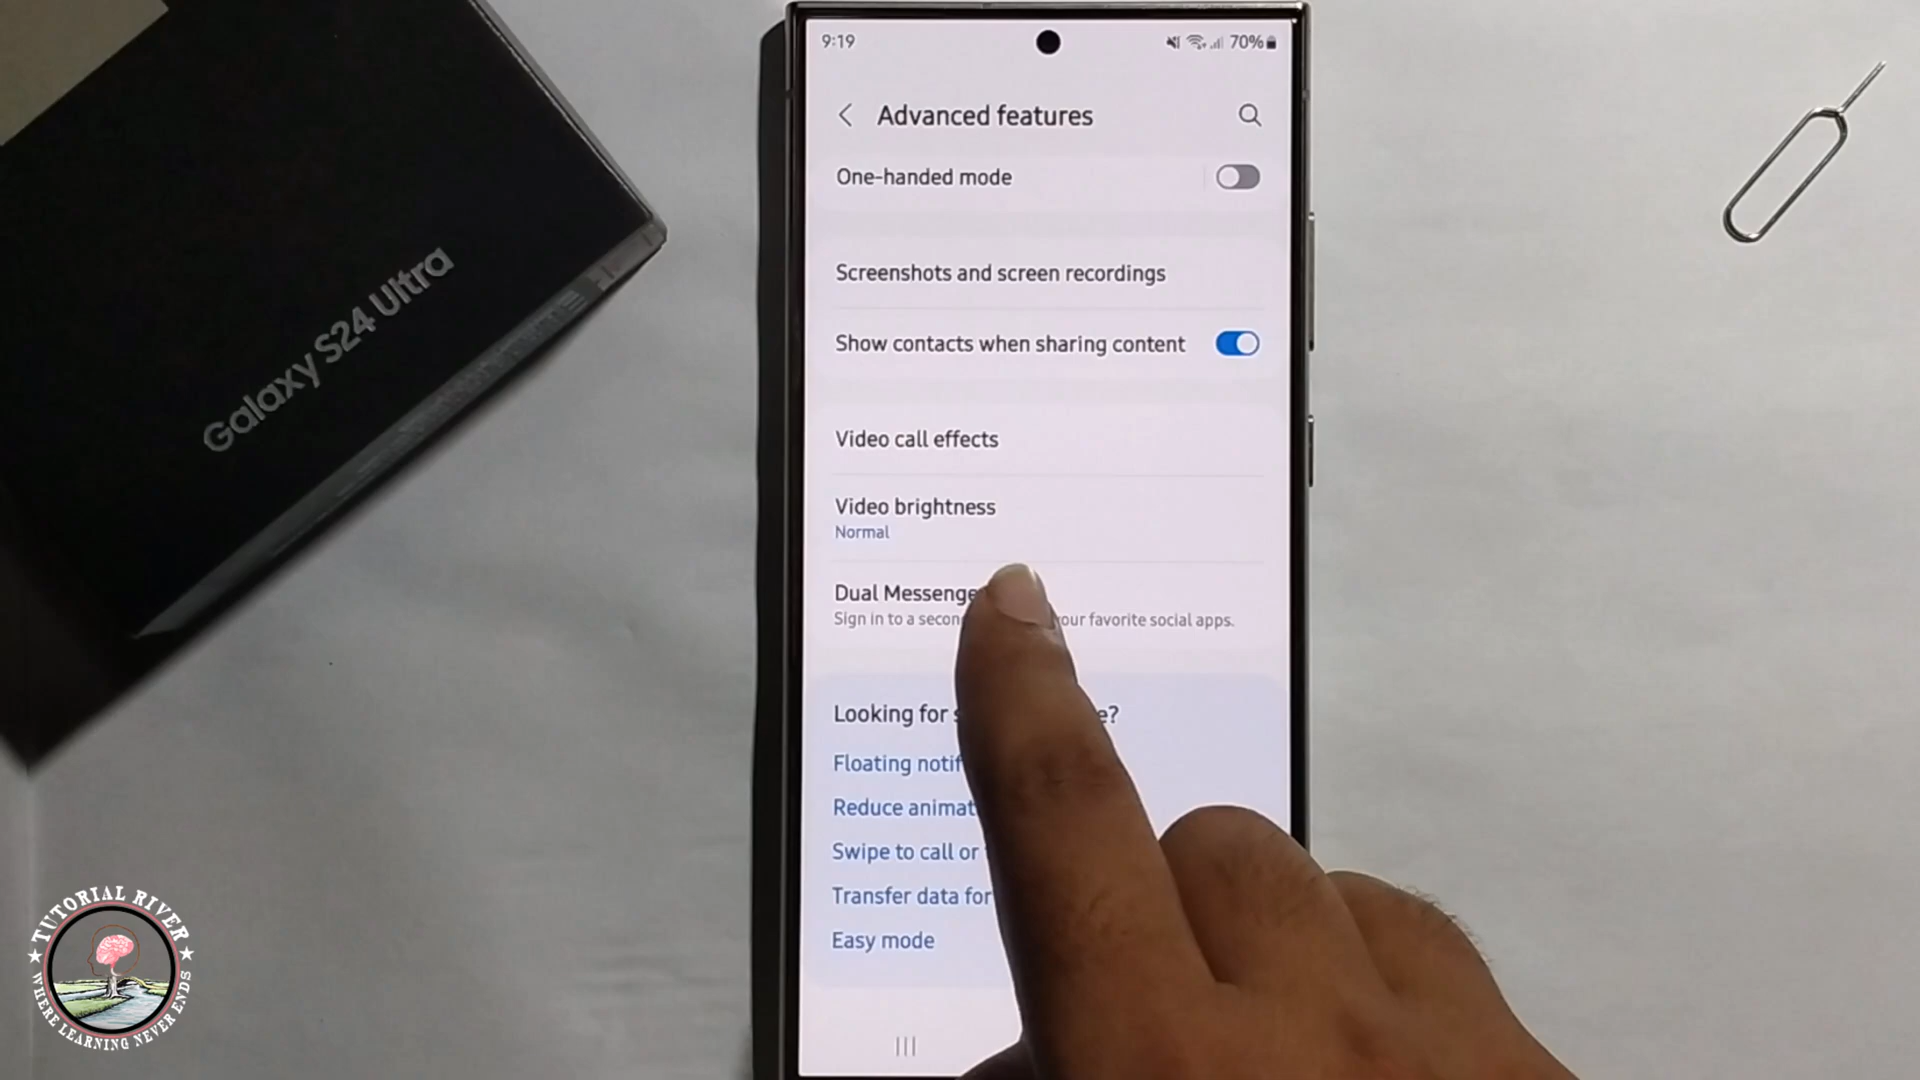 Galaxy S24 Ultra
9:19
70%
Advanced features
One-handed mode
Screenshots and screen recordings
Show contacts when sharing content
Video call effects
Video brightness
Normal
Dual Messenge
Sign in to a secon our favorite social apps.
Looking for e?
Floating notif
Reduce animat
Swipe to call or
Transfer data for
Easy mode
TUTORIAL RIVER
WHERE LEARNING NEVER ENDS